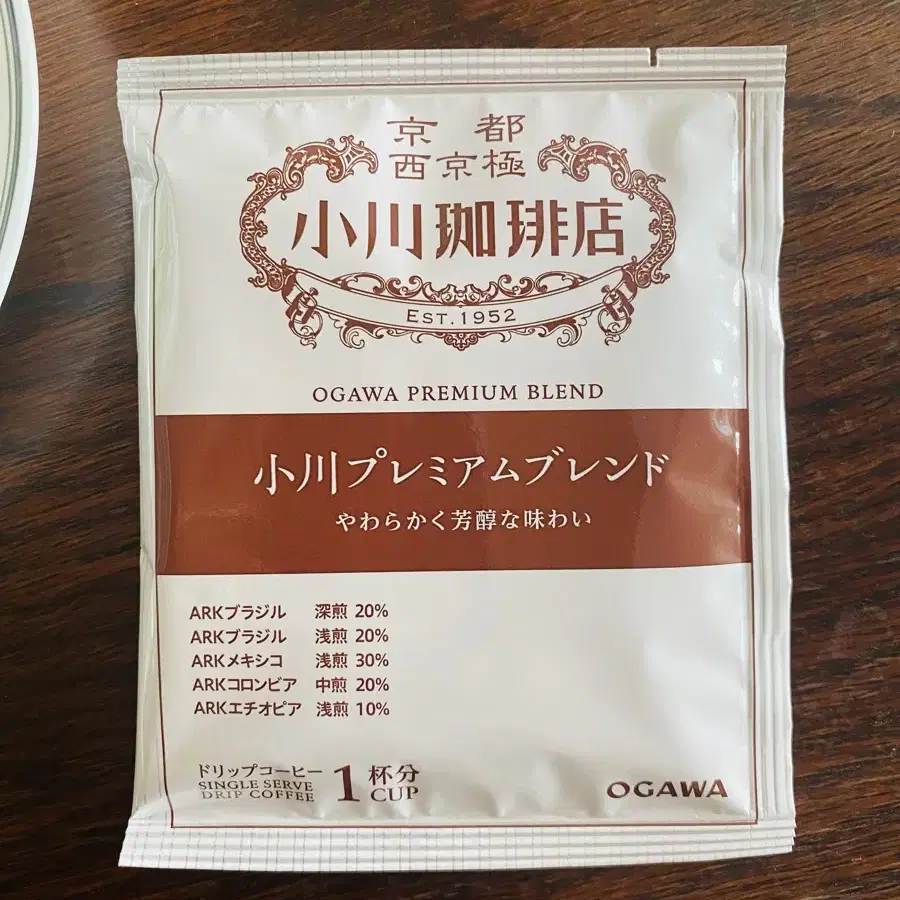 京都
西京極
小川珈琲店
EST. 1952
OGAWA PREMIUM BLEND
小川プレミアムブレンド
やわらかく芳醇な味わい
ARKブラジル 深煎 20%
ARKブラジル 浅煎 20%
ARKメキシコ 浅煎 30%
ARKコロンビア 中煎 20%
ARKエチオピア 浅煎 10%
ドリップコーヒー
SINGLE SERVE
DRIP COFFEE
1杯分
CUP
OGAWA